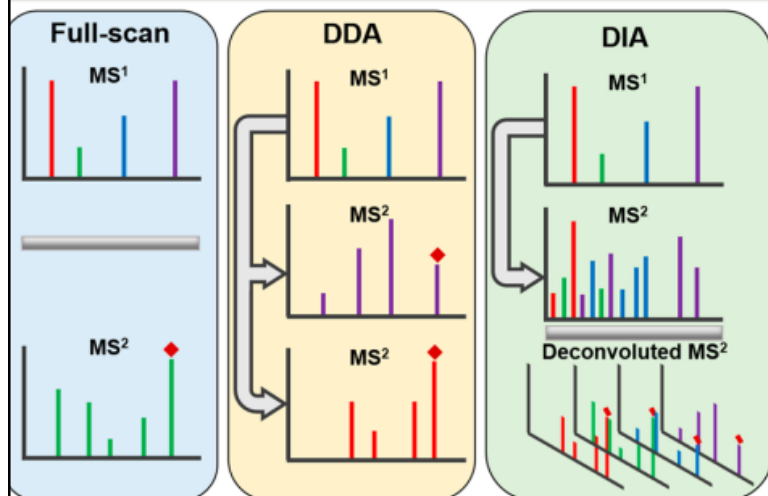 Full-scan
MS¹
MS²
DDA
MS¹
MS²
MS²
DIA
MS¹
MS²
Deconvoluted MS²